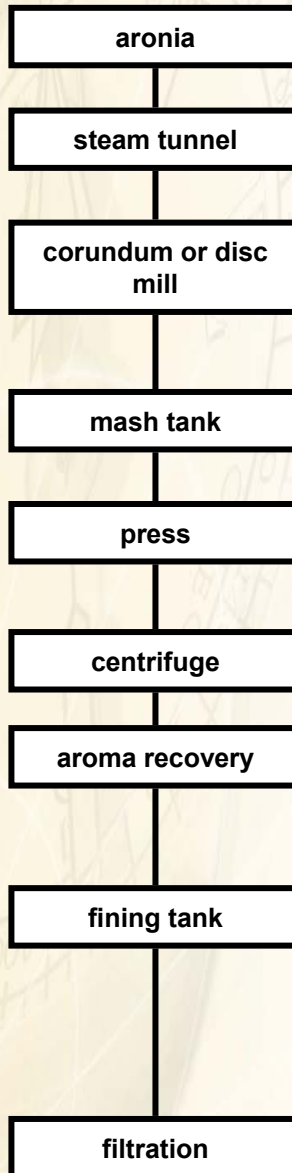 aronia
steam tunnel
corundum or disc
mill
mash tank
press
centrifuge
aroma recovery
fining tank
filtration